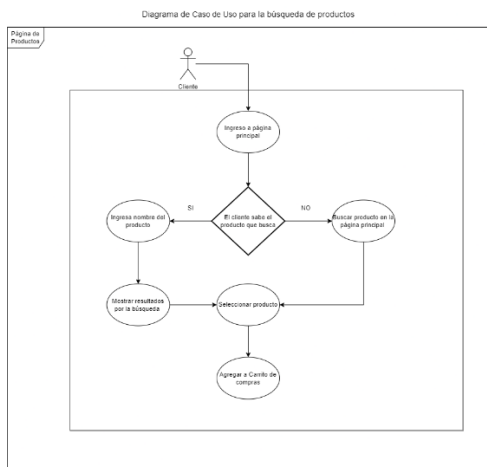 Diagrama de Caso de Uso para la búsqueda de productos
Página de
Productos
Cliente
Ingreso a página
principal
SI
El cliente sabe el
producto que busca
NO
Ingresa nombre del
producto
Buscar producto en la
página principal
Mostrar resultados
por la búsqueda
Seleccionar producto
Agregar a Carrito de
compras